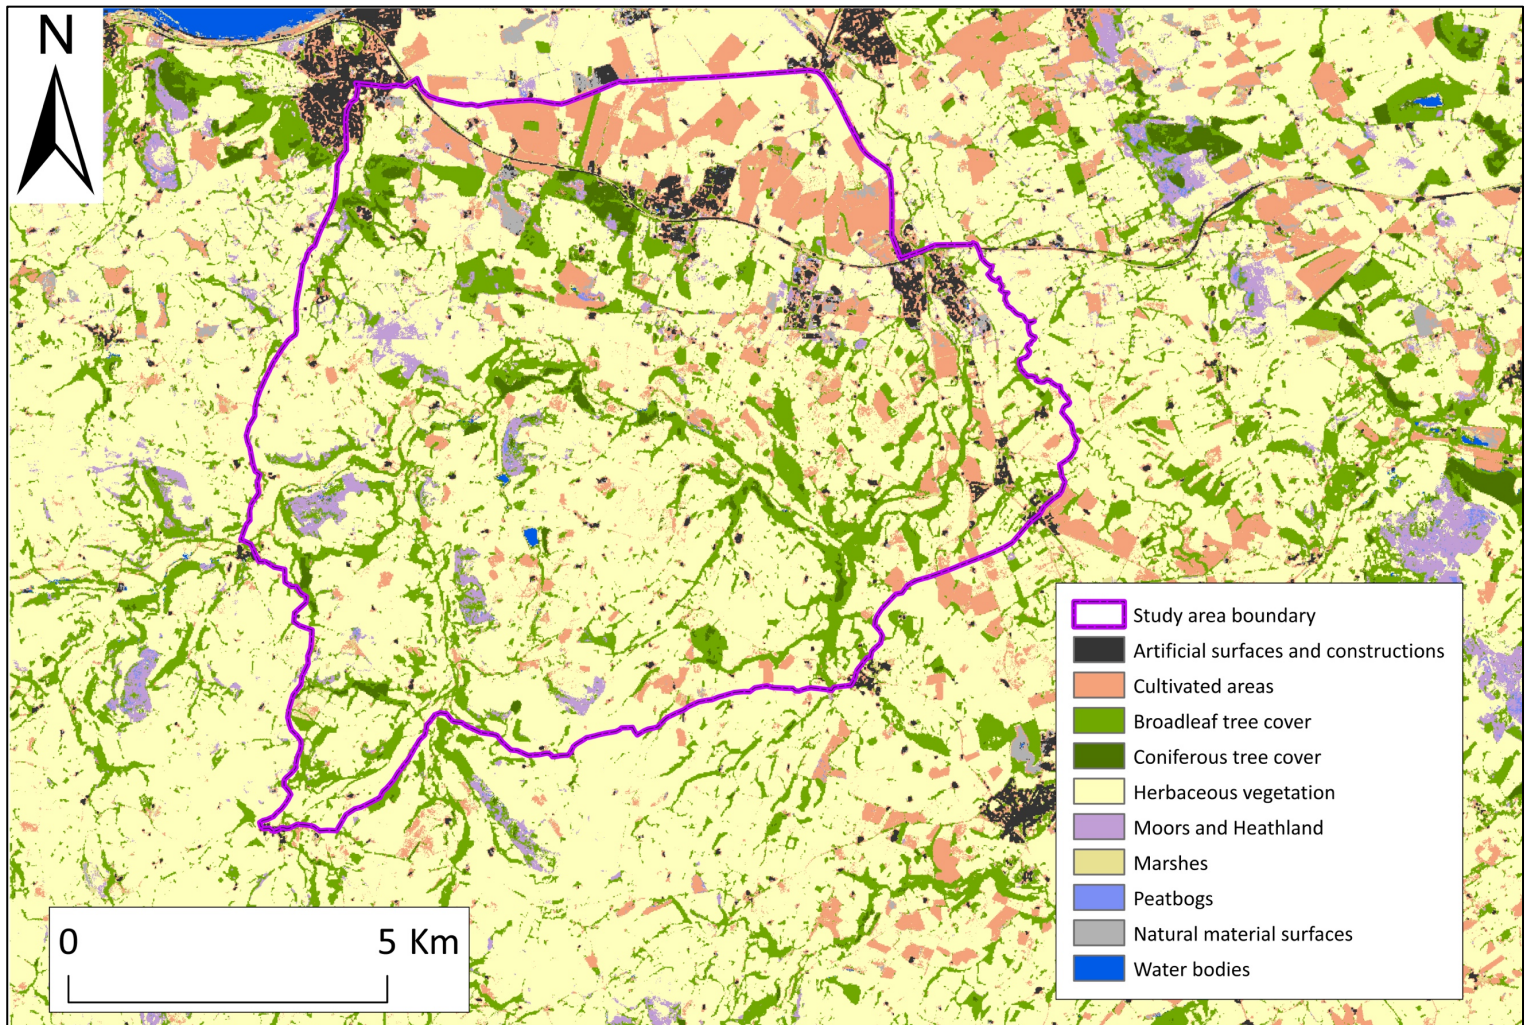 N
Study area boundary
Artificial surfaces and constructions
Cultivated areas
Broadleaf tree cover
Coniferous tree cover
Herbaceous vegetation
Moors and Heathland
Marshes
Peatbogs
Natural material surfaces
Water bodies
0 5 Km